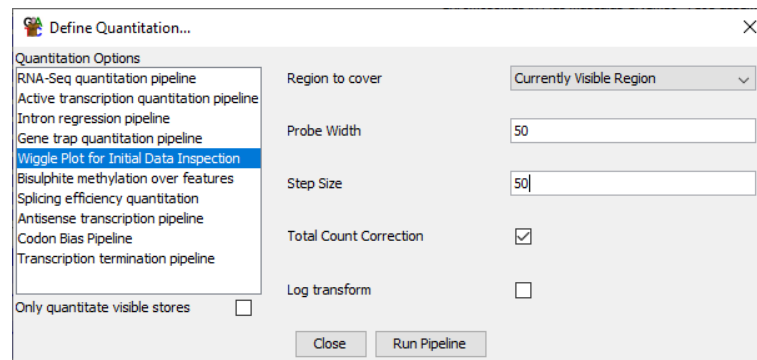 Define Quantitation...
Quantitation Options
RNA-Seq quantitation pipeline
Active transcription quantitation pipeline
Intron regression pipeline
Gene trap quantitation pipeline
Wiggle Plot for Initial Data Inspection
Bisulphite methylation over features
Splicing efficiency quantitation
Antisense transcription pipeline
Codon Bias Pipeline
Transcription termination pipeline
Only quantitate visible stores
Region to cover
Currently Visible Region
Probe Width
50
Step Size
50
Total Count Correction
Log transform
Close
Run Pipeline